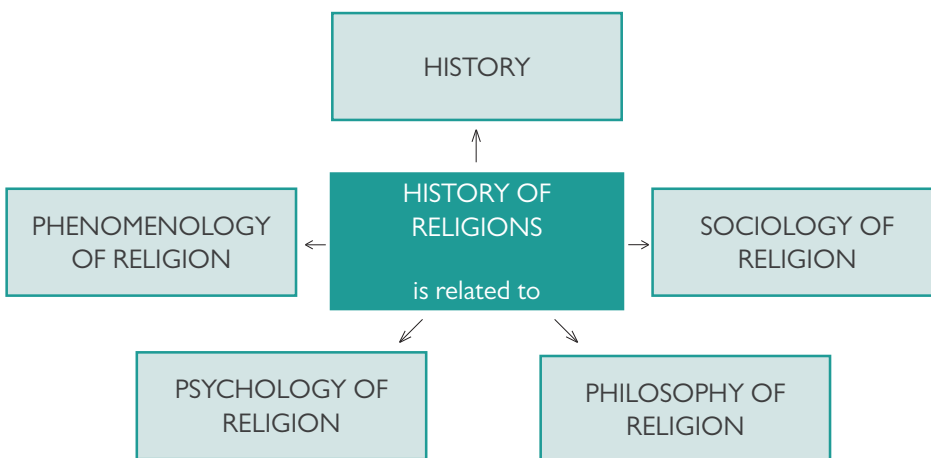 HISTORY
HISTORY OF
RELIGIONS
is related to
PHENOMENOLOGY
OF RELIGION
SOCIOLOGY OF
RELIGION
PSYCHOLOGY OF
RELIGION
PHILOSOPHY OF
RELIGION